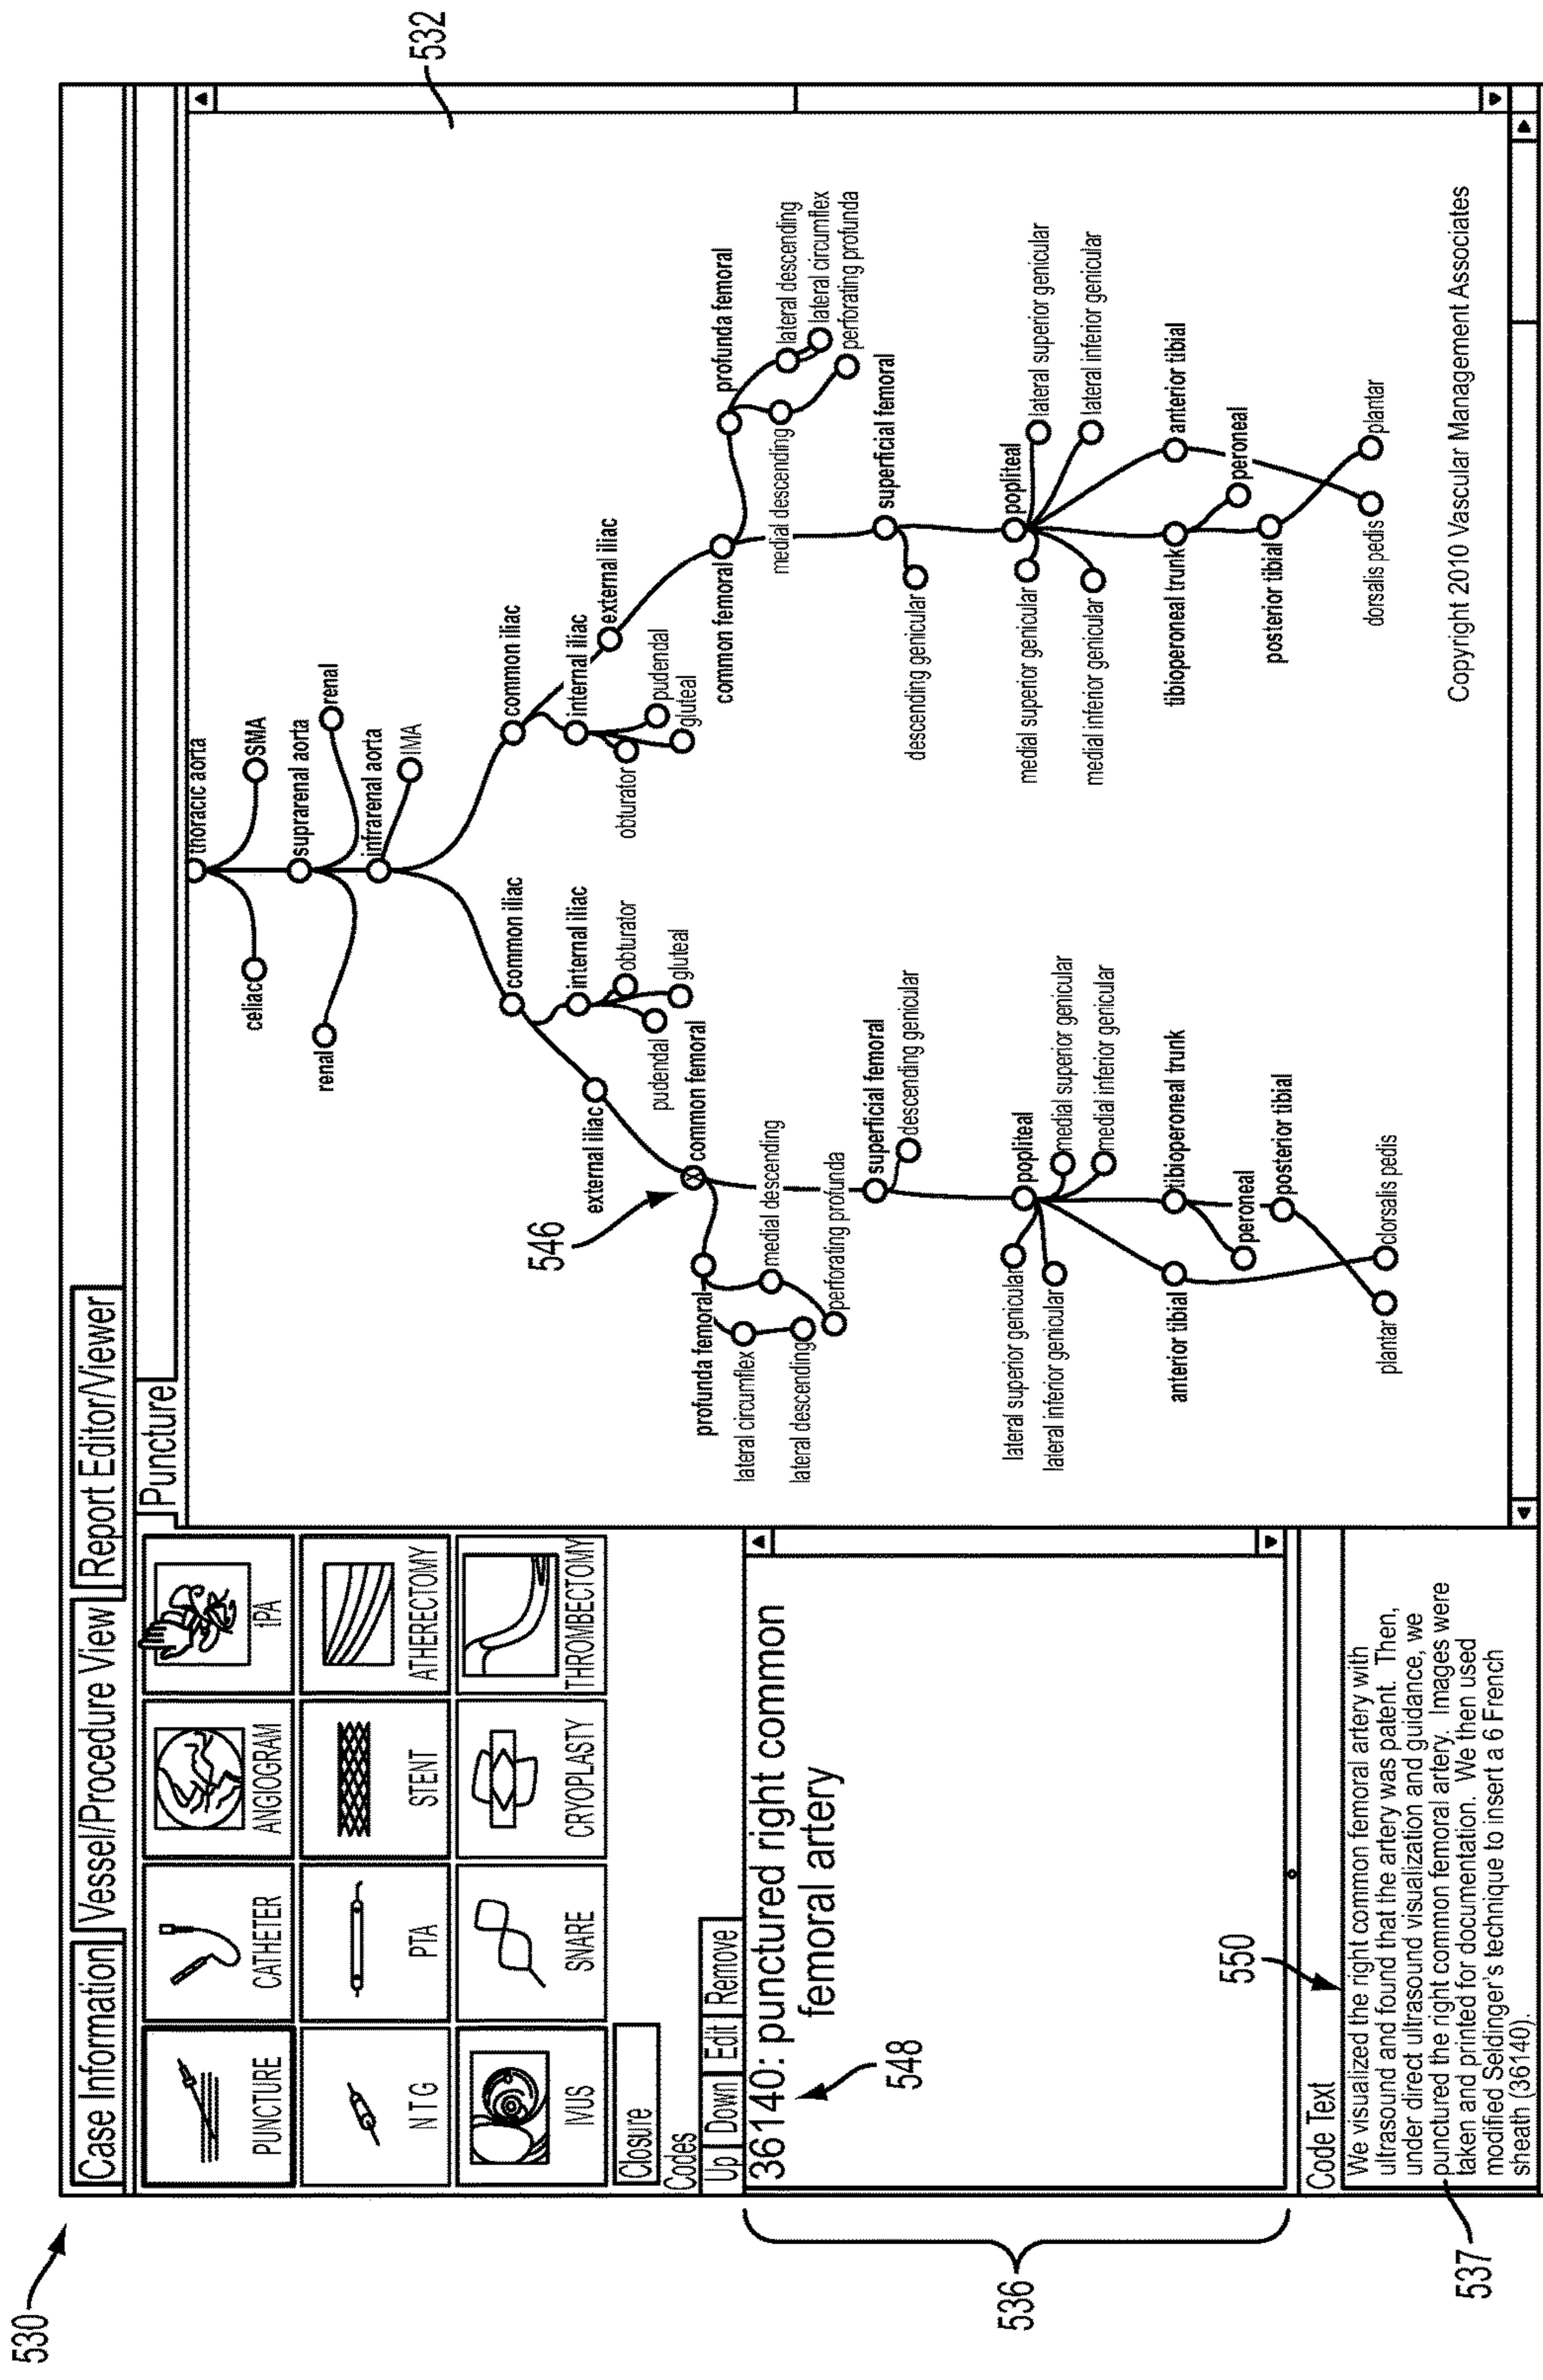 530
Case Information
Vessel/Procedure View
Report Editor/Viewer
PUNCTURE
CATHETER
ANGIOGRAM
tPA
NTG
PTA
STENT
ATHERECTOMY
IVUS
SNARE
CRYOPLASTY
THROMBECTOMY
Closure
Codes
Up
Down
Edit
Remove
36140: punctured right common
femoral artery
548
536
550
Code Text
We visualized the right common femoral artery with
ultrasound and found that the artery was patent. Then,
under direct ultrasound visualization and guidance, we
punctured the right common femoral artery. Images were
taken and printed for documentation. We then used
modified Seldinger's technique to insert a 6 French
sheath (36140).
537
Puncture
532
thoracic aorta
celiac
SMA
suprarenal aorta
renal
renal
infrarenal aorta
IMA
common iliac
common iliac
internal iliac
internal iliac
external iliac
external iliac
obturator
pudendal
gluteal
obturator
pudendal
gluteal
546
common femoral
common femoral
profunda femoral
profunda femoral
lateral circumflex
medial descending
lateral descending
perforating profunda
medial descending
lateral descending
lateral circumflex
perforating profunda
superficial femoral
superficial femoral
descending genicular
descending genicular
popliteal
popliteal
lateral superior genicular
medial superior genicular
medial superior genicular
lateral superior genicular
lateral inferior genicular
medial inferior genicular
medial inferior genicular
lateral inferior genicular
anterior tibial
tibioperoneal trunk
tibioperoneal trunk
anterior tibial
peroneal
peroneal
posterior tibial
posterior tibial
plantar
dorsalis pedis
dorsalis pedis
plantar
Copyright 2010 Vascular Management Associates